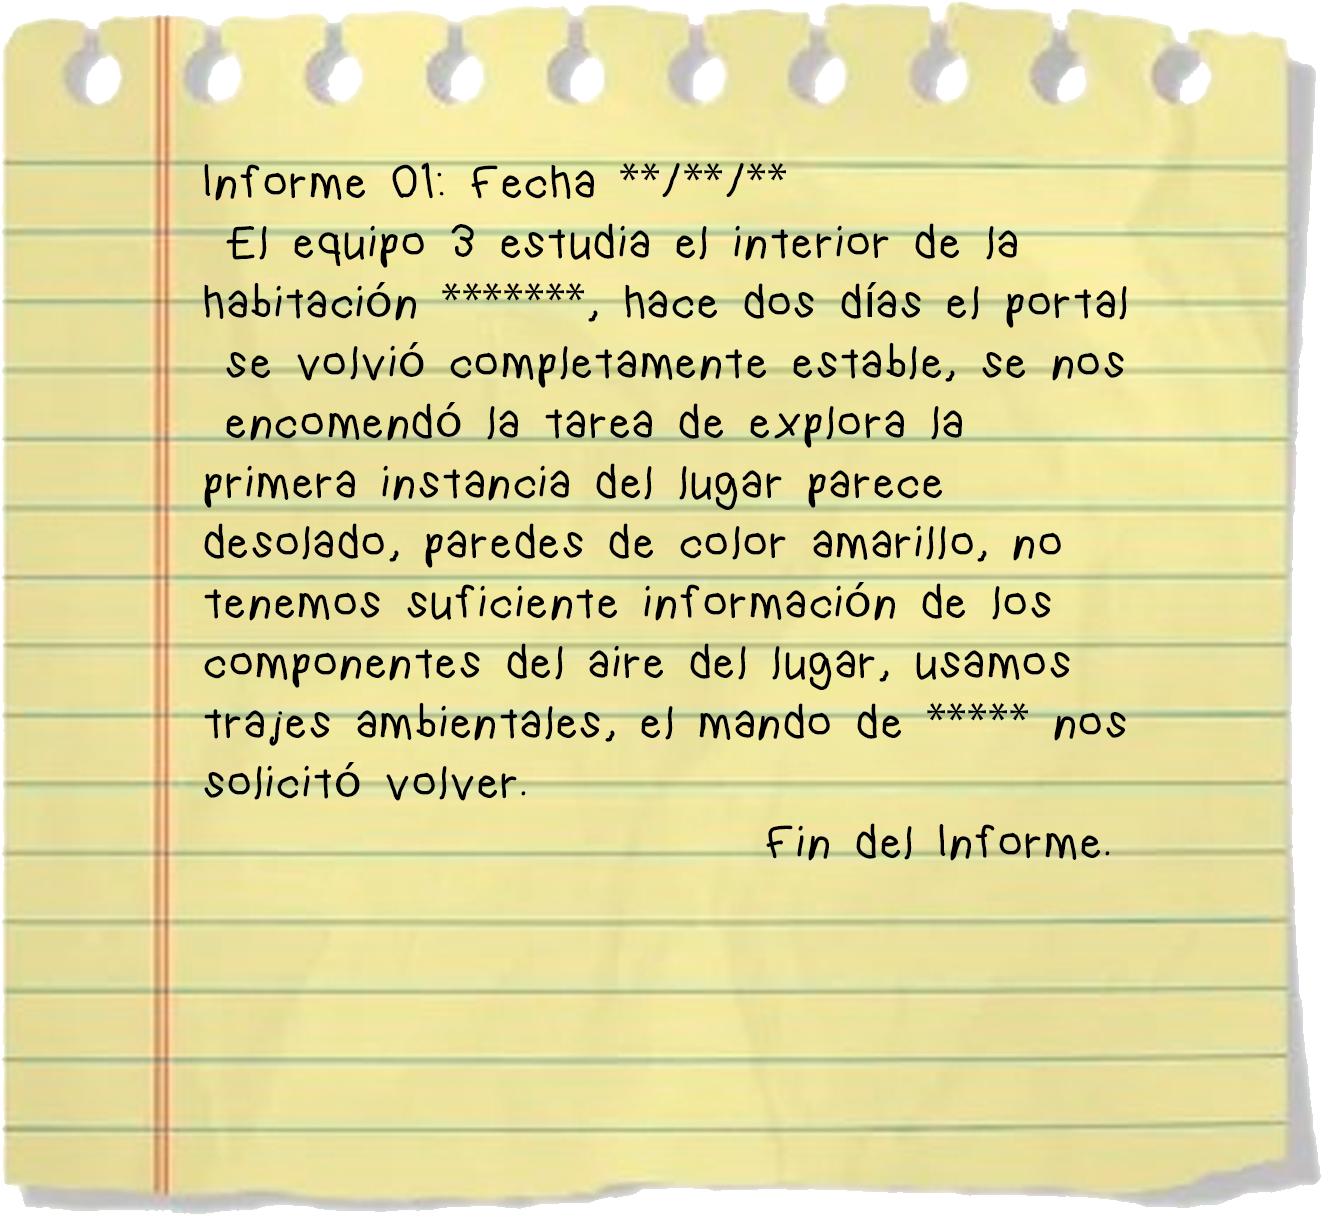 Informe 01: Fecha **/**/**
El equipo 3 estudia el interior de la
habitación *******, hace dos días el portal
se volvió completamente estable, se nos
encomendó la tarea de explora la
primera instancia del lugar parece
desolado, paredes de color amarillo, no
tenemos suficiente información de los
componentes del aire del lugar, usamos
trajes ambientales, el mando de ***** nos
solicitó volver.
Fin del Informe.